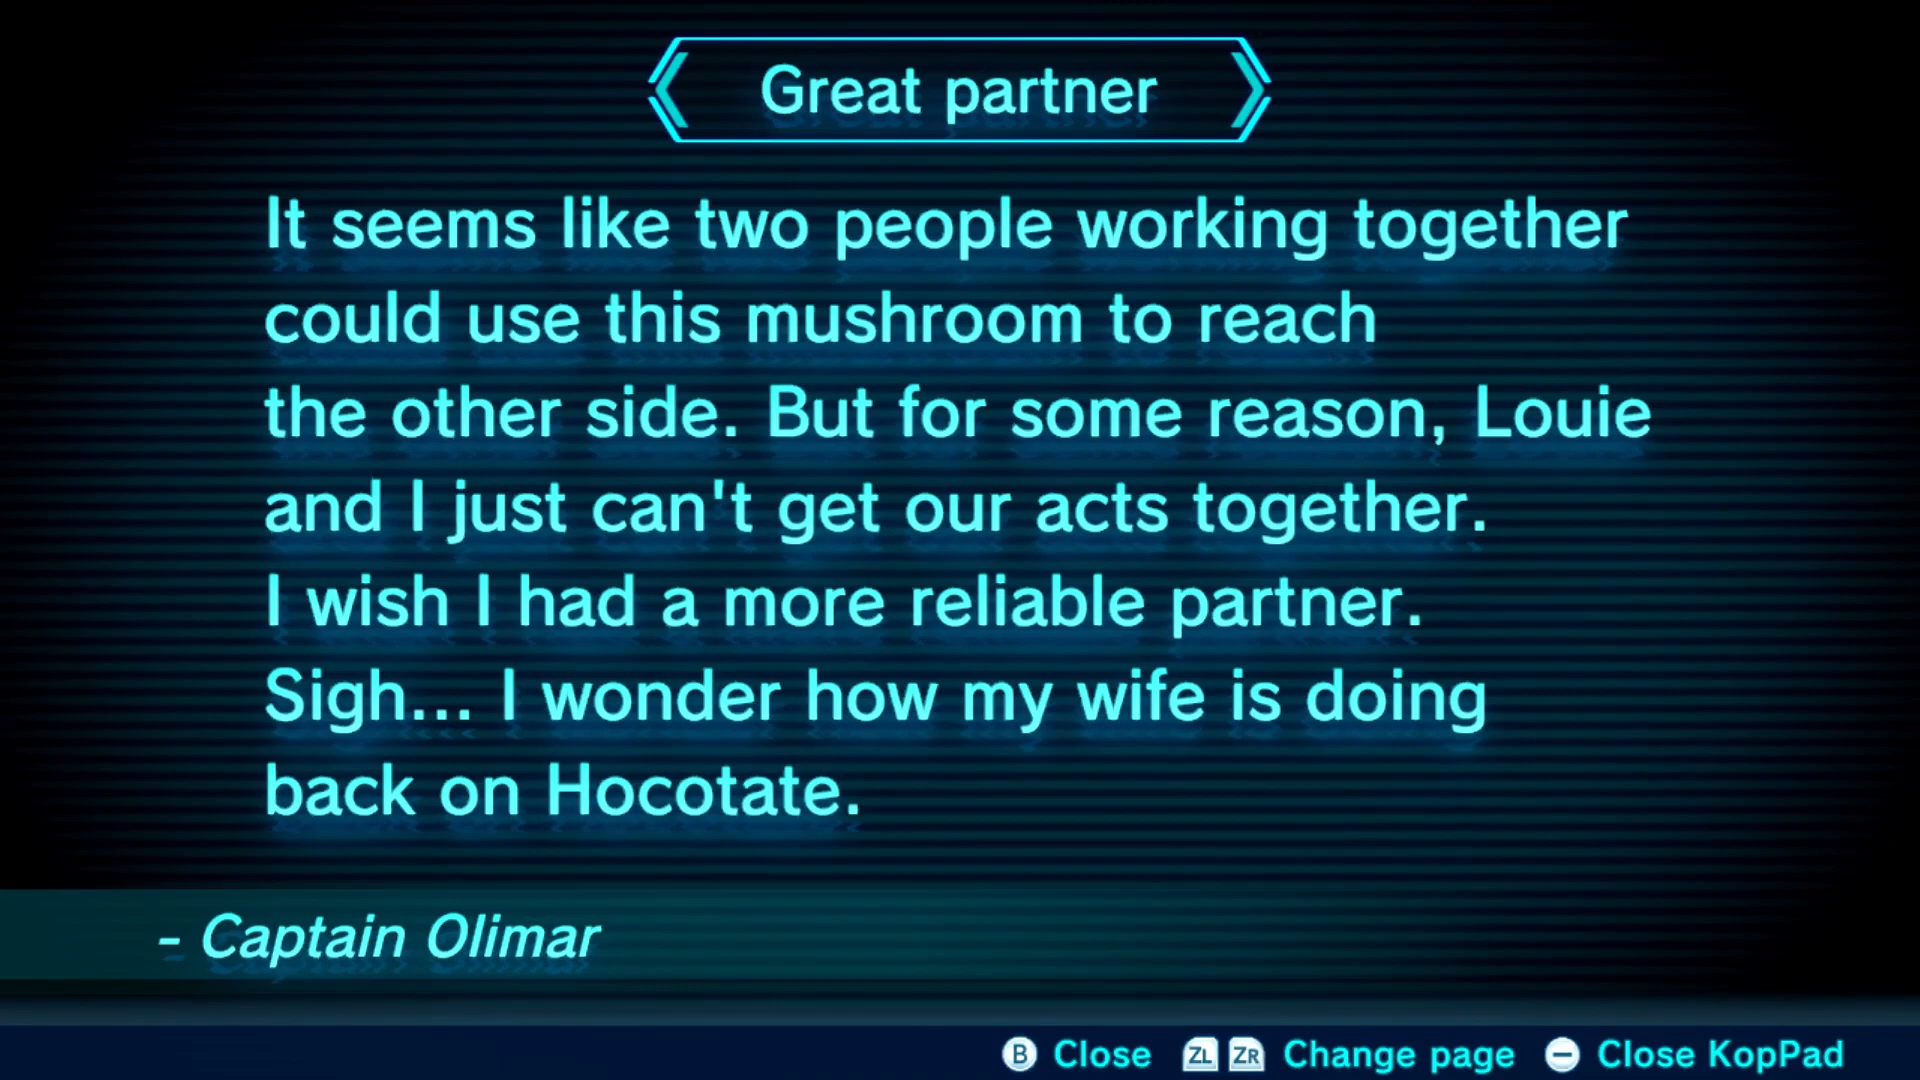 Great partner
It seems like two people working together
could use this mushroom to reach
the other side. But for some reason, Louie
and I just can't get our acts together.
I wish I had a more reliable partner.
Sigh... I wonder how my wife is doing
back on Hocotate.
- Captain Olimar
B Close ZL ZR Change page − Close KopPad